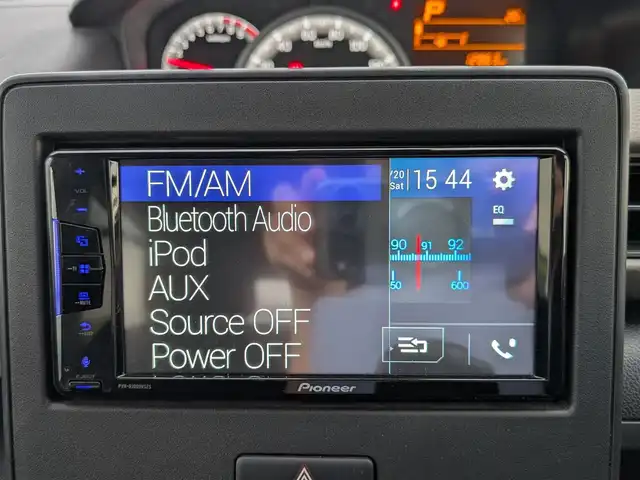 P
VOL
FM/AM
Bluetooth Audio
iPod
AUX
Source OFF
Power OFF
/20
Sat
15 44
EQ
90 91 92
50 600
Pioneer